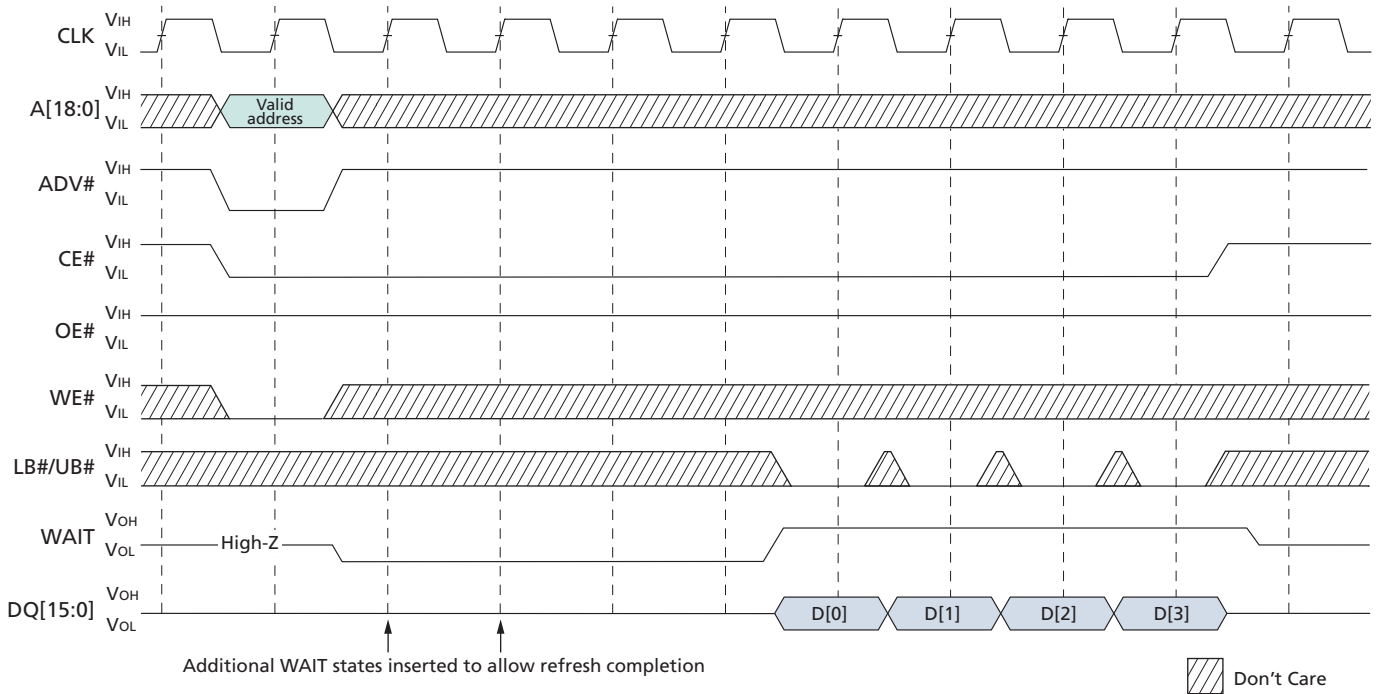 CLK
VIH
VIL
A[18:0]
VIH
VIL
Valid
address
ADV#
VIH
VIL
CE#
VIH
VIL
OE#
VIH
VIL
WE#
VIH
VIL
LB#/UB#
VIH
VIL
WAIT
VOH
VOL
High-Z
DQ[15:0]
VOH
VOL
D[0]
D[1]
D[2]
D[3]
Additional WAIT states inserted to allow refresh completion
Don't Care